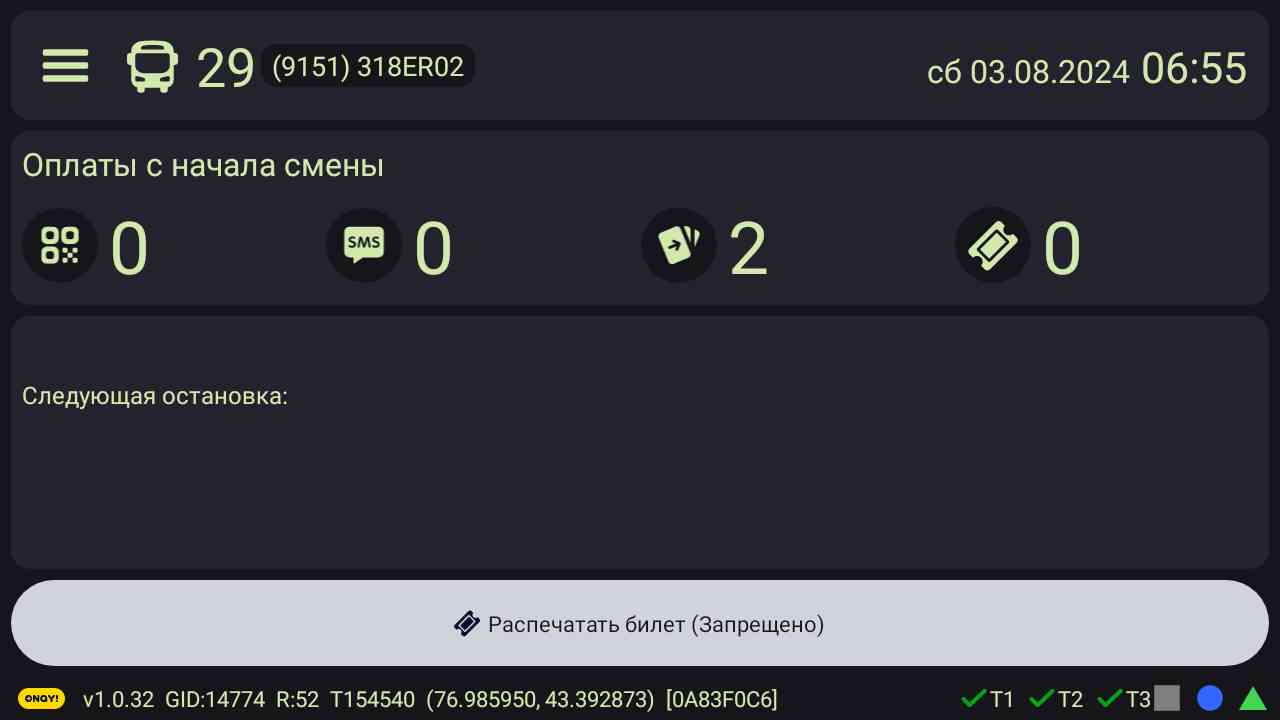 29 (9151) 318ER02 сб 03.08.2024 06:55
Оплаты с начала смены
0 SMS 0 2 0
Следующая остановка:
Распечатать билет (Запрещено)
ONAY! v1.0.32 GID:14774 R:52 T154540 (76.985950, 43.392873) [0A83F0C6] T1 T2 T3